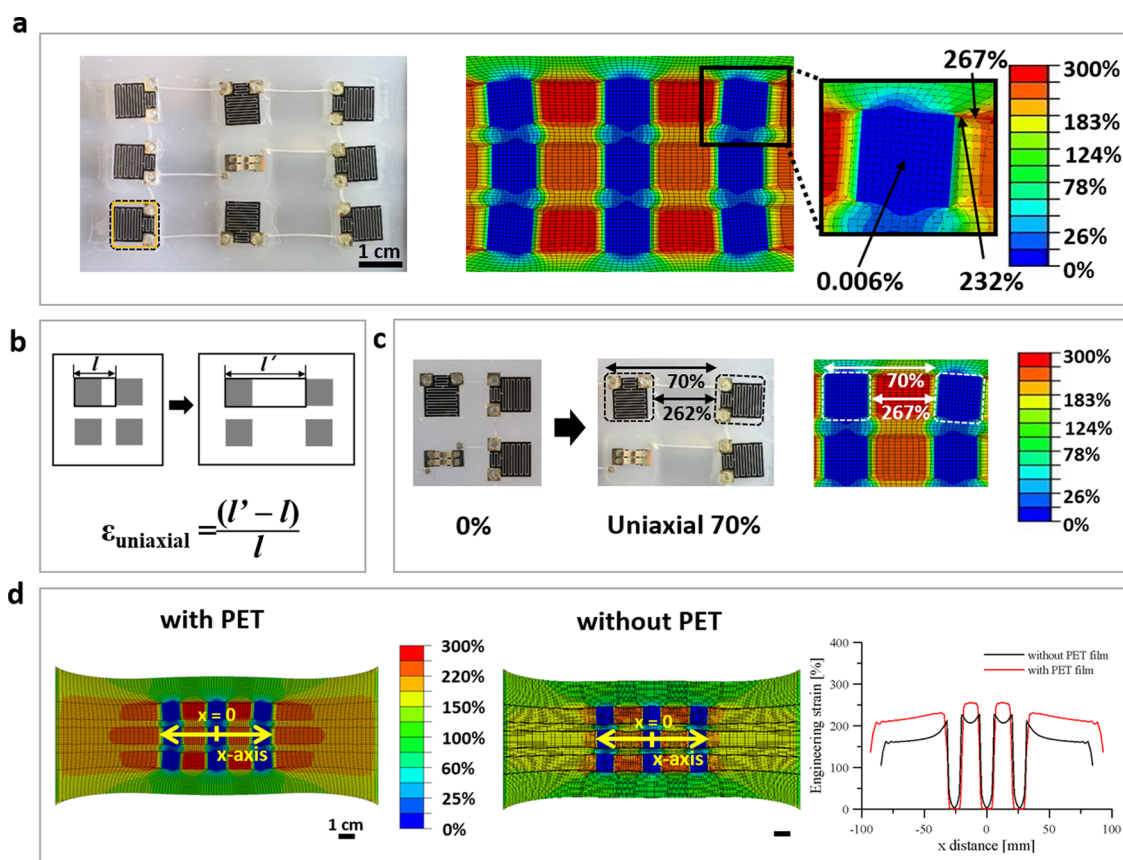 a
1 cm
267%
300%
183%
124%
78%
26%
0%
0.006%
232%
b
l
l′
εuniaxial = (l’ – l)
l
c
70%
262%
0%
Uniaxial 70%
70%
267%
300%
183%
124%
78%
26%
0%
d
with PET
x = 0
x-axis
1 cm
300%
220%
150%
100%
60%
25%
0%
without PET
x = 0
x-axis
Engineering strain [%]
400
300
200
100
0
without PET film
with PET film
-100
-50
0
50
100
x distance [mm]